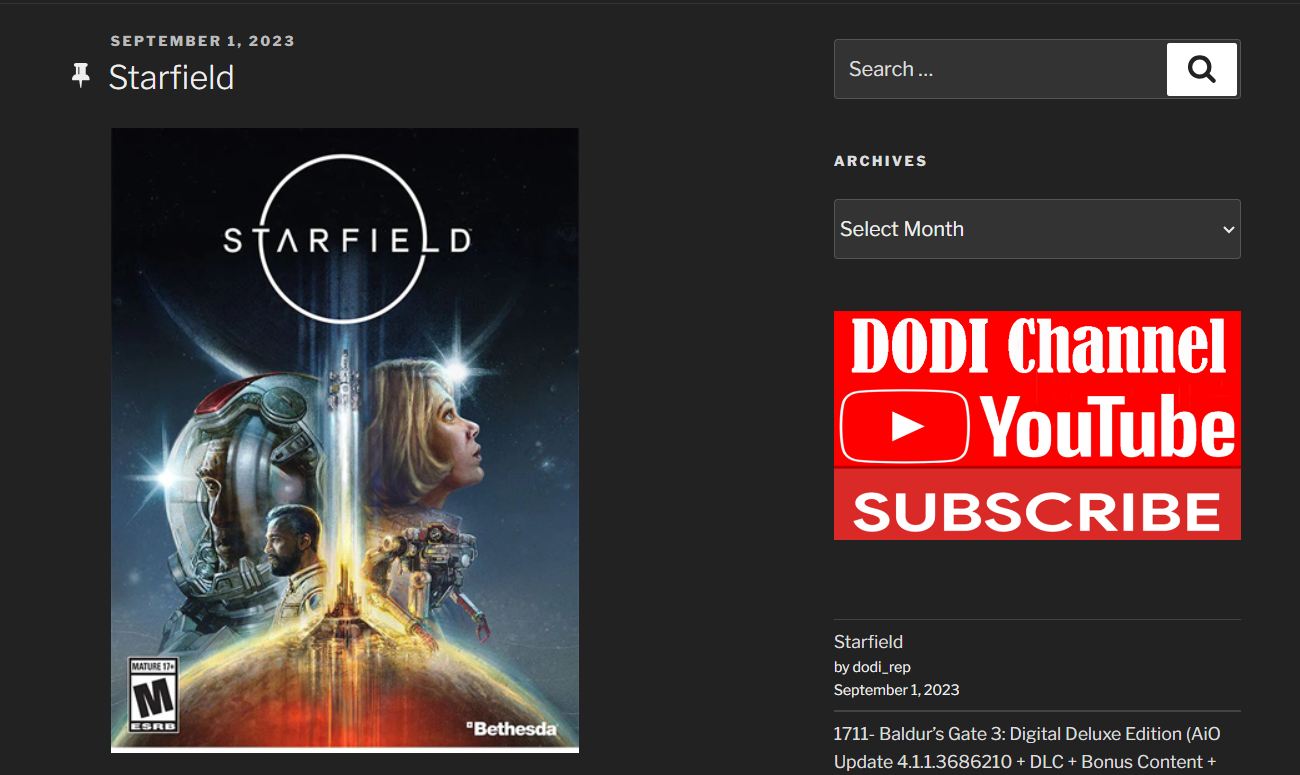 SEPTEMBER 1, 2023
Starfield
STARFIELD
MATURE 17+
M
ESRB
Bethesda
Search …
ARCHIVES
Select Month
DODI Channel
YouTube
SUBSCRIBE
Starfield
by dodi_rep
September 1, 2023
1711- Baldur’s Gate 3: Digital Deluxe Edition (AiO
Update 4.1.1.3686210 + DLC + Bonus Content +